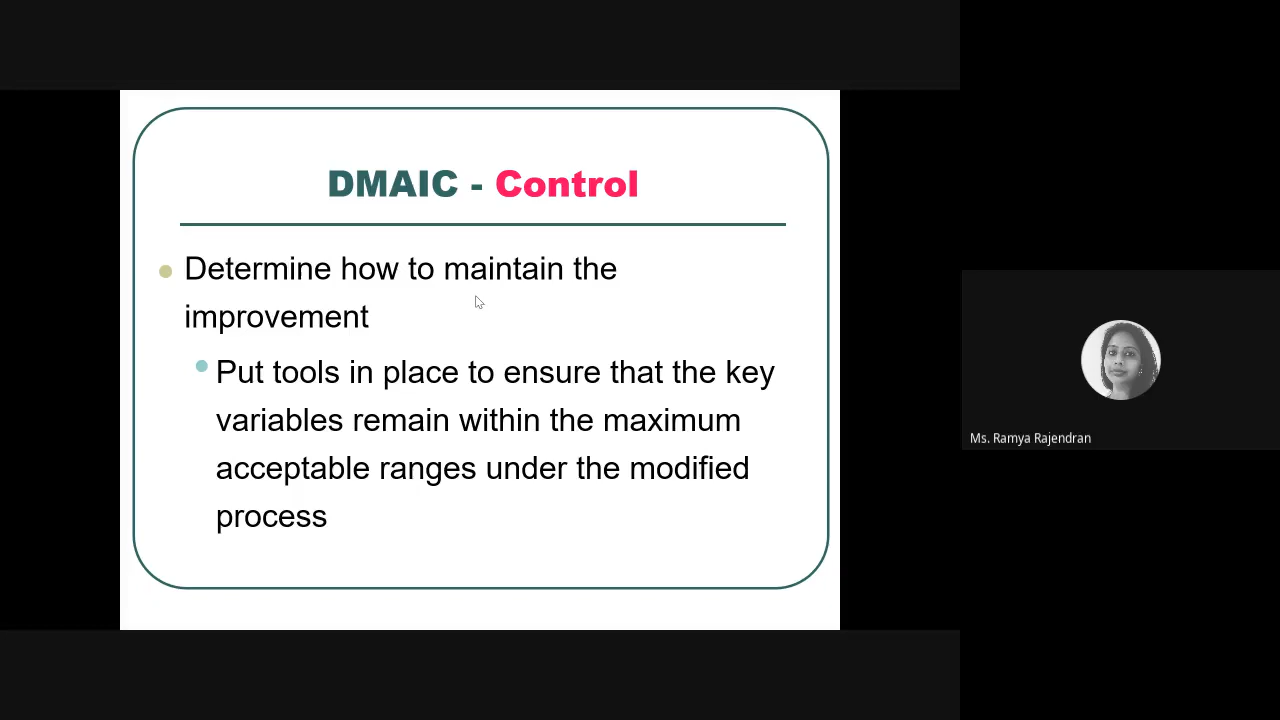 DMAIC - Control
Determine how to maintain the
improvement
Put tools in place to ensure that the key
variables remain within the maximum
acceptable ranges under the modified
process
Ms. Ramya Rajendran